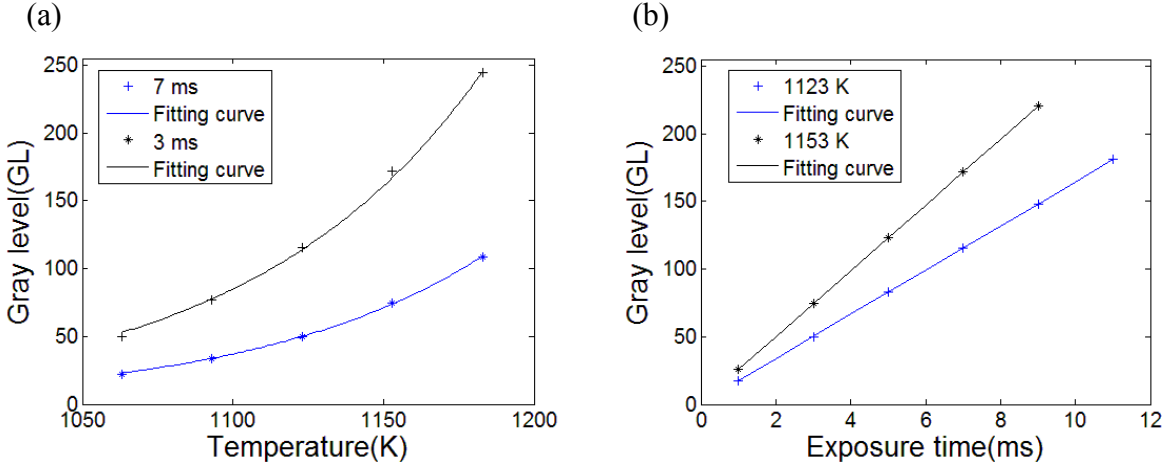 (a)
250
200
150
100
50
0
Gray level(GL)
7 ms
Fitting curve
3 ms
Fitting curve
1050
1100
1150
1200
Temperature(K)
(b)
250
200
150
100
50
0
Gray level(GL)
1123 K
Fitting curve
1153 K
Fitting curve
0
2
4
6
8
10
12
Exposure time(ms)